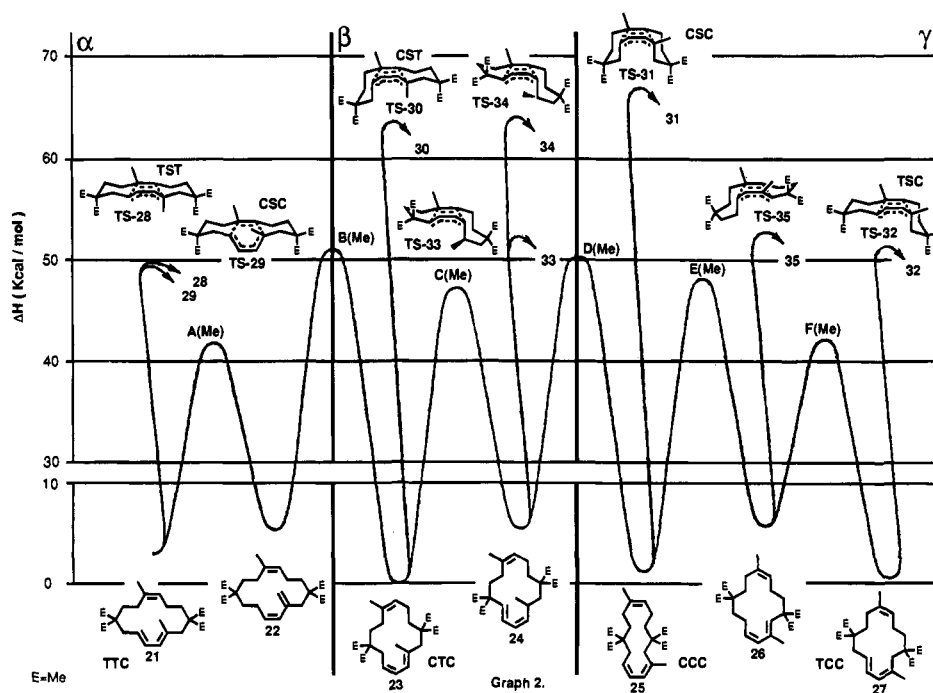 α β γ
70
60
50
40
30
10
0
ΔH ( Kcal / mol )
CST
E E E E
TS-30
30
E E E E
TS-34
34
CSC
E E E E
TS-31
31
TST
E E E E
TS-28
CSC
E E E E
TS-29
28
29
A(Me)
B(Me)
E E E E
TS-33
33
C(Me)
D(Me)
E E E E
TS-35
35
TSC
E E E E
TS-32
32
E(Me)
F(Me)
E E E E
TTC 21
E E E E
22
E E E E
23 CTC
E E E E
24
E E E E
25 CCC
E E E E
26
E E E E
TCC 27
E=Me
Graph 2.